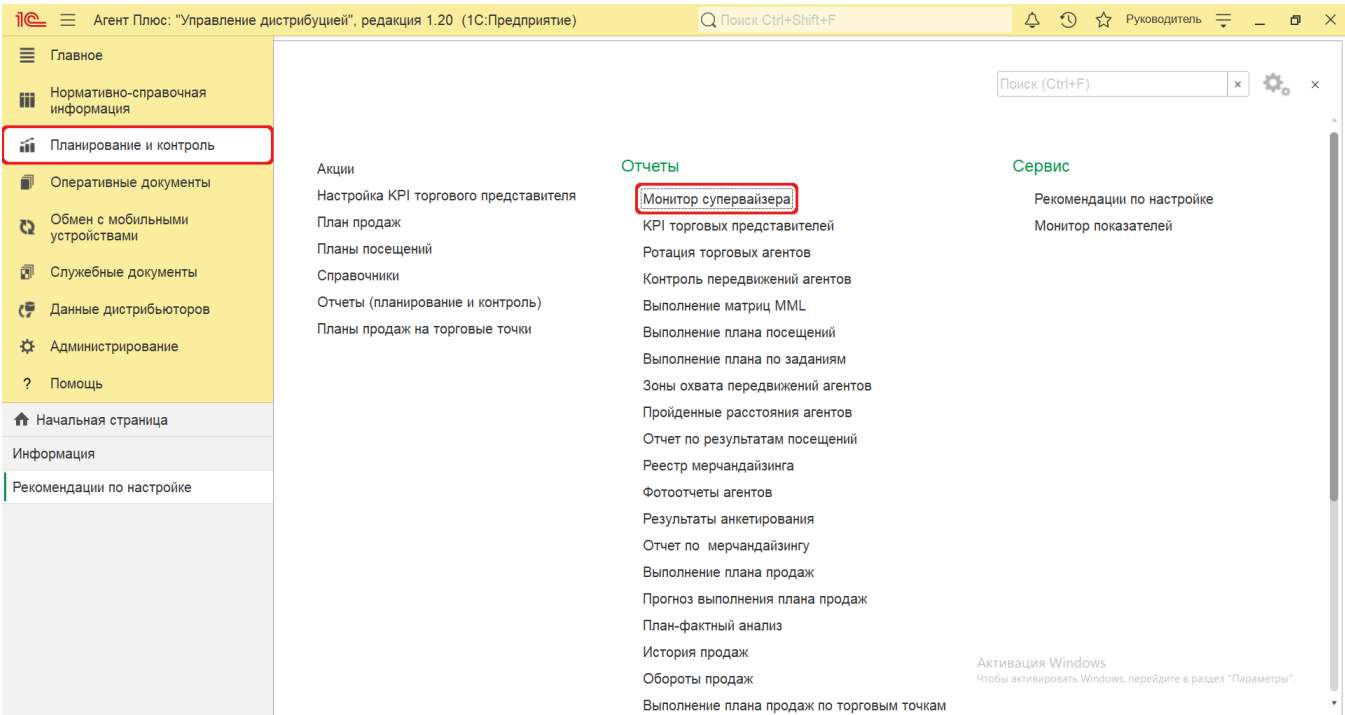 1С Агент Плюс: "Управление дистрибуцией", редакция 1.20 (1С:Предприятие)
Поиск Ctrl+Shift+F
Руководитель
Главное
Нормативно-справочная
информация
Планирование и контроль
Оперативные документы
Обмен с мобильными
устройствами
Служебные документы
Данные дистрибьюторов
Администрирование
? Помощь
Начальная страница
Информация
Рекомендации по настройке
Поиск (Ctrl+F)
Акции
Настройка KPI торгового представителя
План продаж
Планы посещений
Справочники
Отчеты (планирование и контроль)
Планы продаж на торговые точки
Отчеты
Монитор супервайзера
KPI торговых представителей
Ротация торговых агентов
Контроль передвижений агентов
Выполнение матриц MML
Выполнение плана посещений
Выполнение плана по заданиям
Зоны охвата передвижений агентов
Пройденные расстояния агентов
Отчет по результатам посещений
Реестр мерчандайзинга
Фотоотчеты агентов
Результаты анкетирования
Отчет по мерчандайзингу
Выполнение плана продаж
Прогноз выполнения плана продаж
План-фактный анализ
История продаж
Обороты продаж
Выполнение плана продаж по торговым точкам
Сервис
Рекомендации по настройке
Монитор показателей
Активация Windows
Чтобы активировать Windows, перейдите в раздел "Параметры".